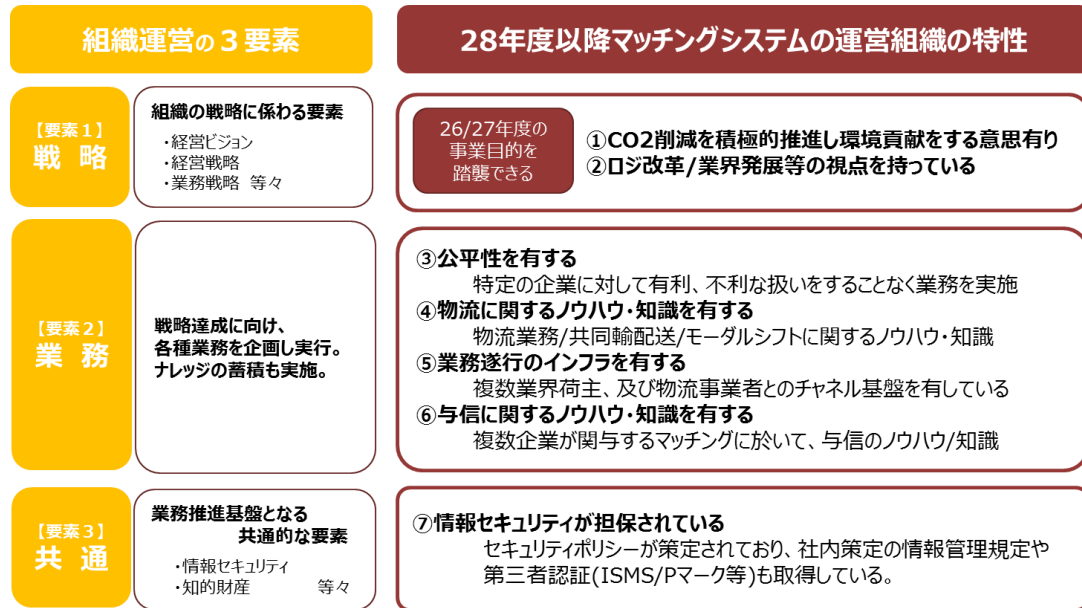 組織運営の３要素
28年度以降マッチングシステムの運営組織の特性
【要素１】
戦 略
組織の戦略に係わる要素
・経営ビジョン
・経営戦略
・業務戦略 等々
26/27年度の
事業目的を
踏襲できる
①CO2削減を積極的推進し環境貢献をする意思有り
②ロジ改革/業界発展等の視点を持っている
【要素２】
業 務
戦略達成に向け、
各種業務を企画し実行。
ナレッジの蓄積も実施。
③公平性を有する
特定の企業に対して有利、不利な扱いをすることなく業務を実施
④物流に関するノウハウ・知識を有する
物流業務/共同輸配送/モーダルシフトに関するノウハウ・知識
⑤業務遂行のインフラを有する
複数業界荷主、及び物流事業者とのチャネル基盤を有している
⑥与信に関するノウハウ・知識を有する
複数企業が関与するマッチングに於いて、与信のノウハウ/知識
【要素３】
共 通
業務推進基盤となる
共通的な要素
・情報セキュリティ
・知的財産 等々
⑦情報セキュリティが担保されている
セキュリティポリシーが策定されており、社内策定の情報管理規定や
第三者認証(ISMS/Pマーク等)も取得している。